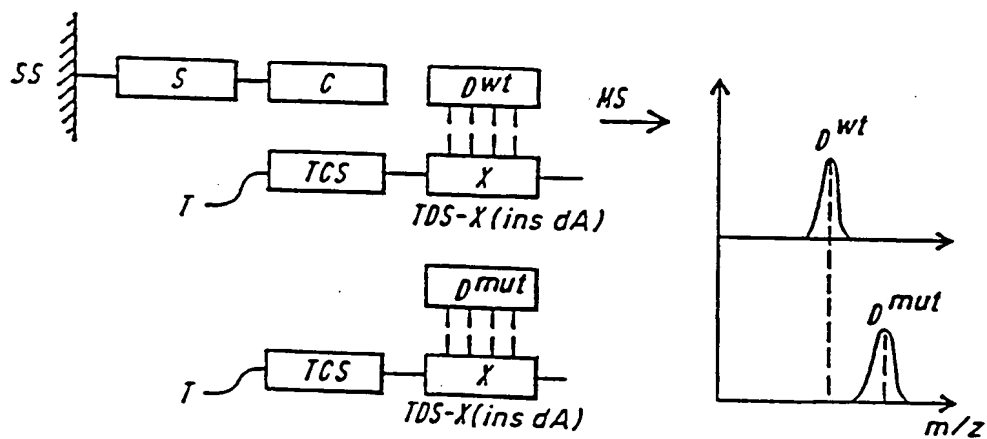 SS
S
C
D wt
MS
T
TCS
X
TDS-X(ins dA)
D mut
T
TCS
X
TDS-X(ins dA)
D wt
D mut
m/z